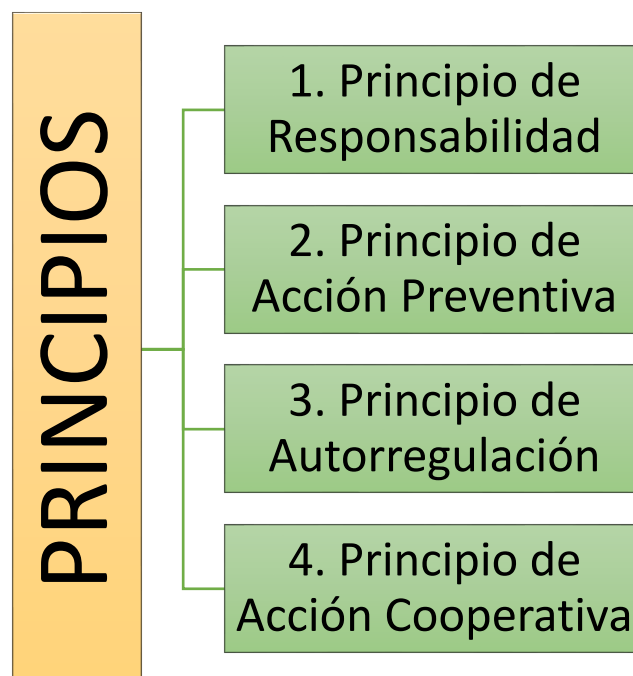 PRINCIPIOS
1. Principio de
Responsabilidad
2. Principio de
Acción Preventiva
3. Principio de
Autorregulación
4. Principio de
Acción Cooperativa